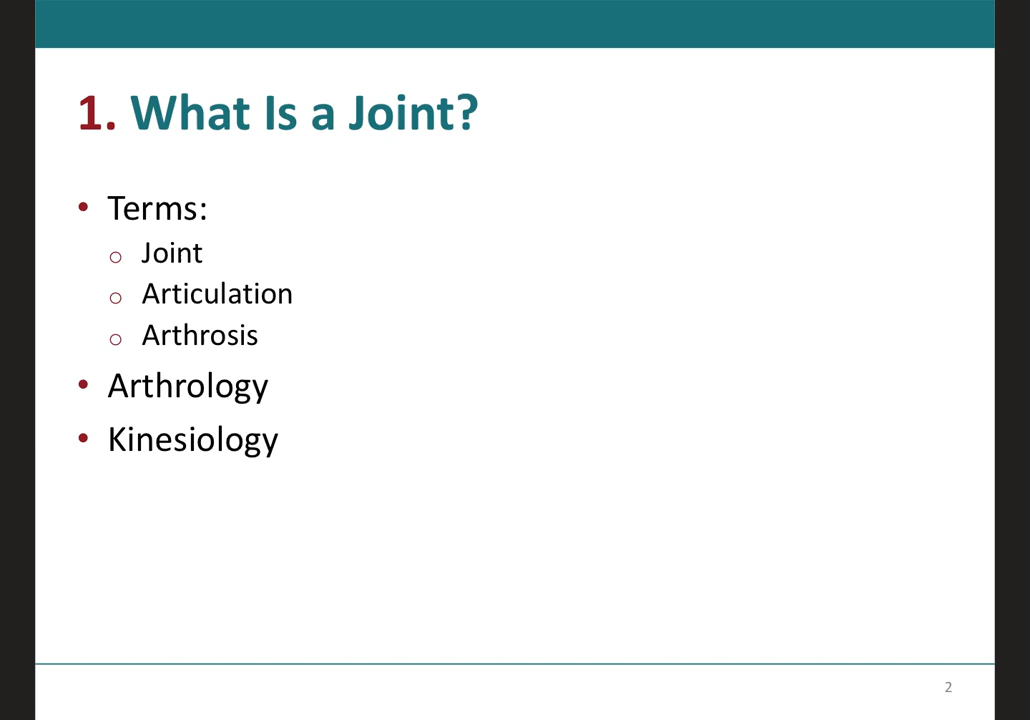 1. What Is a Joint?
• Terms:
o Joint
o Articulation
o Arthrosis
• Arthrology
• Kinesiology
2